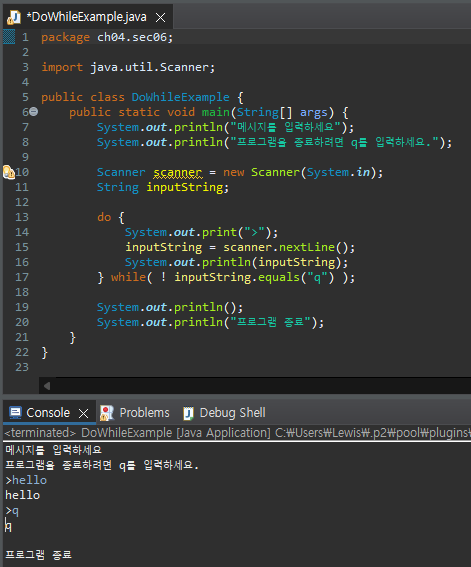 *DoWhileExample.java
1 package ch04.sec06;
2
3 import java.util.Scanner;
4
5 public class DoWhileExample {
6 public static void main(String[] args) {
7 System.out.println("메시지를 입력하세요");
8 System.out.println("프로그램을 종료하려면 q를 입력하세요.");
9
10 Scanner scanner = new Scanner(System.in);
11 String inputString;
12
13 do {
14 System.out.print(">");
15 inputString = scanner.nextLine();
16 System.out.println(inputString);
17 } while( ! inputString.equals("q") );
18
19 System.out.println();
20 System.out.println("프로그램 종료");
21 }
22 }
23
Console Problems Debug Shell
<terminated> DoWhileExample [Java Application] C:₩Users₩Lewis₩.p2₩pool₩plugins₩
메시지를 입력하세요
프로그램을 종료하려면 q를 입력하세요.
>hello
hello
>q
q
프로그램 종료